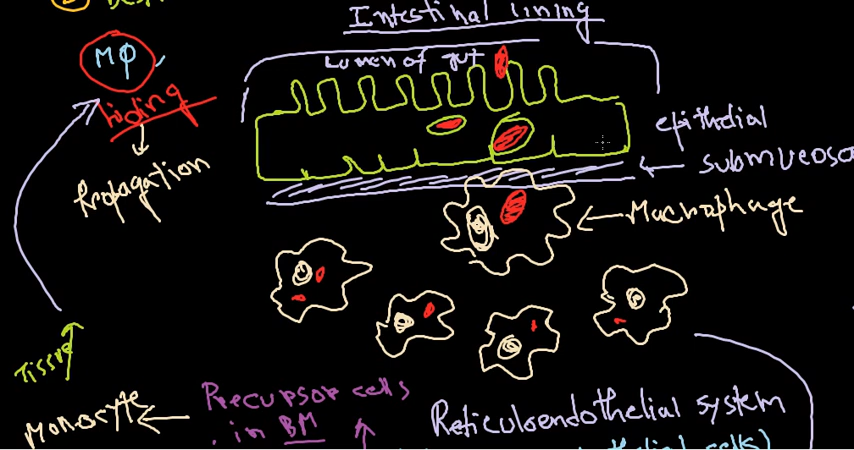 Intestinal lining
Lumen of gut
MΦ
hiding
Propagation
epithelial
submucosa
Macrophage
Tissue
Monocyte
Precursor cells
in BM
Reticuloendothelial system